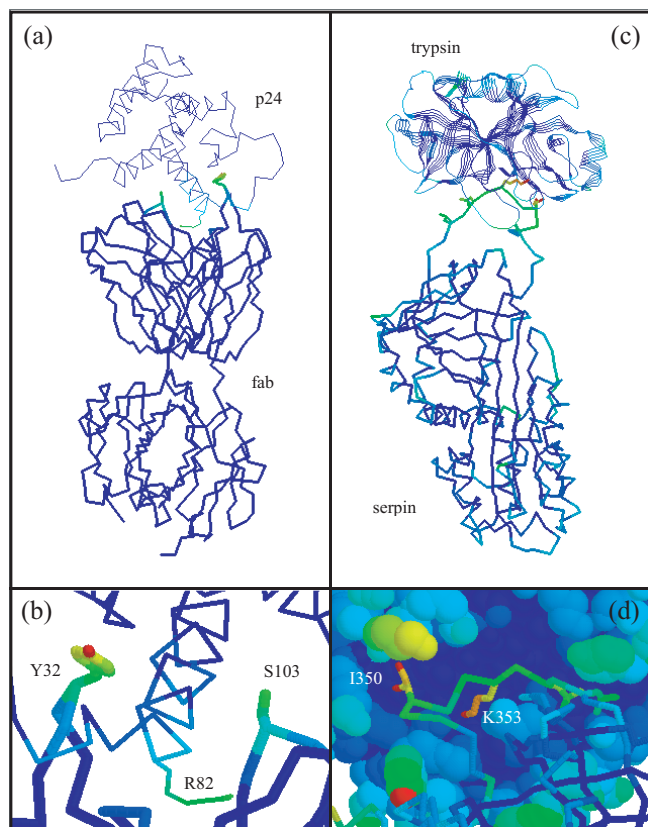 (a)
p24
fab
(c)
trypsin
serpin
(b)
Y32
S103
R82
(d)
I350
K353